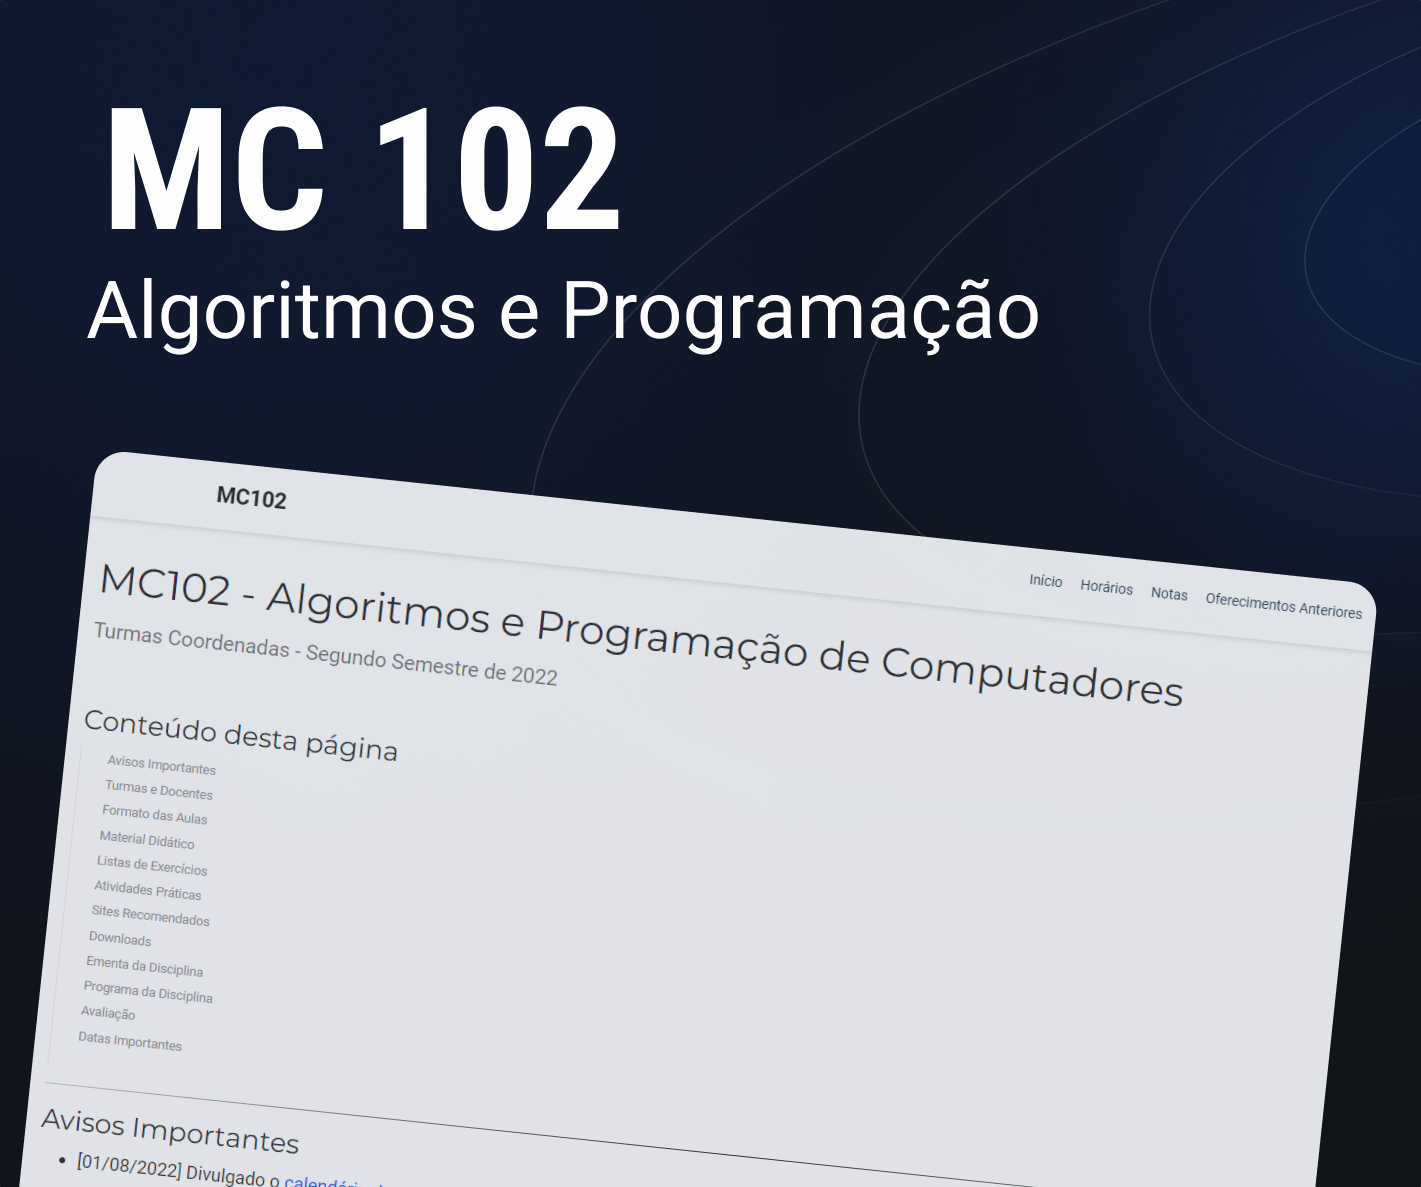 MC 102
Algoritmos e Programação
MC102
Início Horários Notas Oferecimentos Anteriores
MC102 - Algoritmos e Programação de Computadores
Turmas Coordenadas - Segundo Semestre de 2022
Conteúdo desta página
Avisos Importantes
Turmas e Docentes
Formato das Aulas
Material Didático
Listas de Exercícios
Atividades Práticas
Sites Recomendados
Downloads
Ementa da Disciplina
Programa da Disciplina
Avaliação
Datas Importantes
Avisos Importantes
• [01/08/2022] Divulgado o